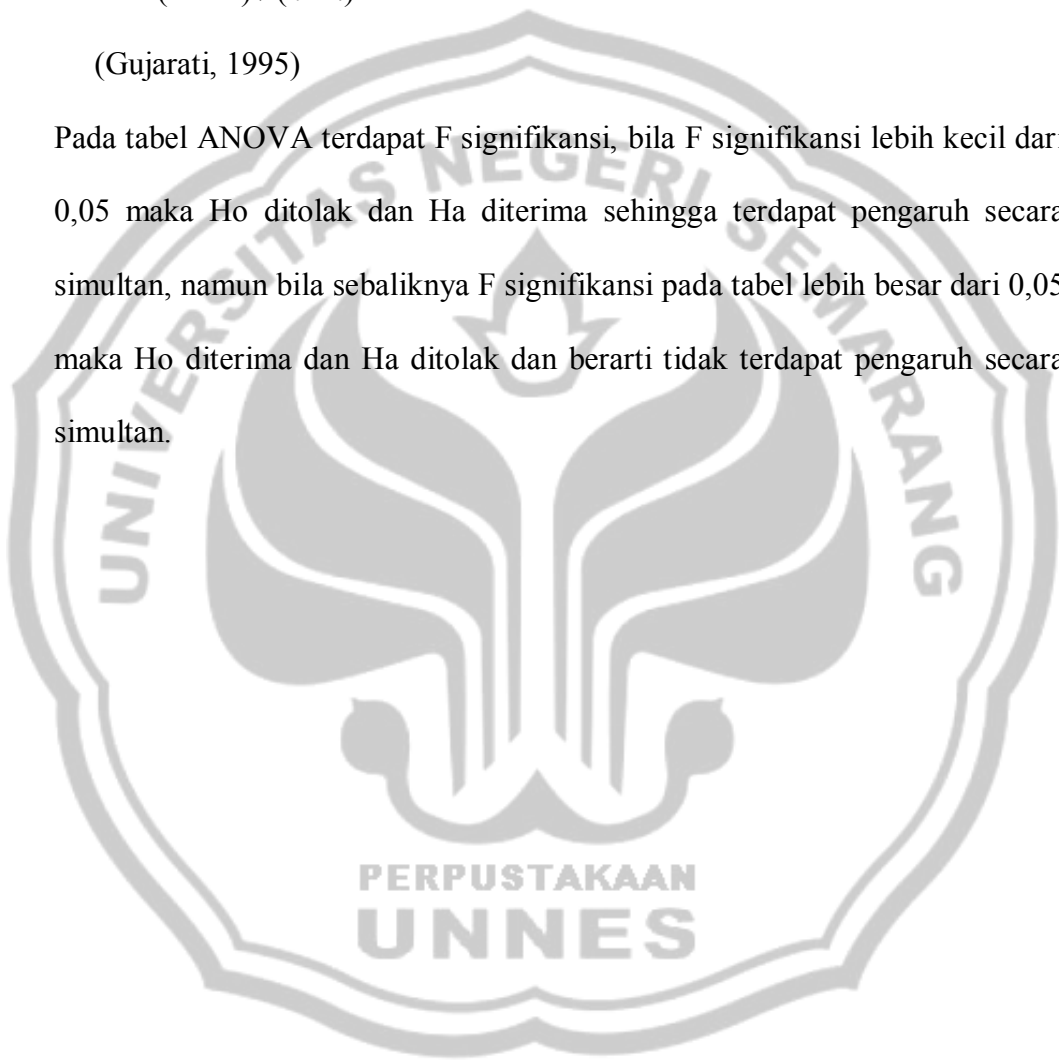 (Gujarati, 1995)
Pada tabel ANOVA terdapat F signifikansi, bila F signifikansi lebih kecil dari
0,05 maka Ho ditolak dan Ha diterima sehingga terdapat pengaruh secara
simultan, namun bila sebaliknya F signifikansi pada tabel lebih besar dari 0,05
maka Ho diterima dan Ha ditolak dan berarti tidak terdapat pengaruh secara
simultan.
UNIVERSITAS NEGERI SEMARANG
PERPUSTAKAAN
UNNES